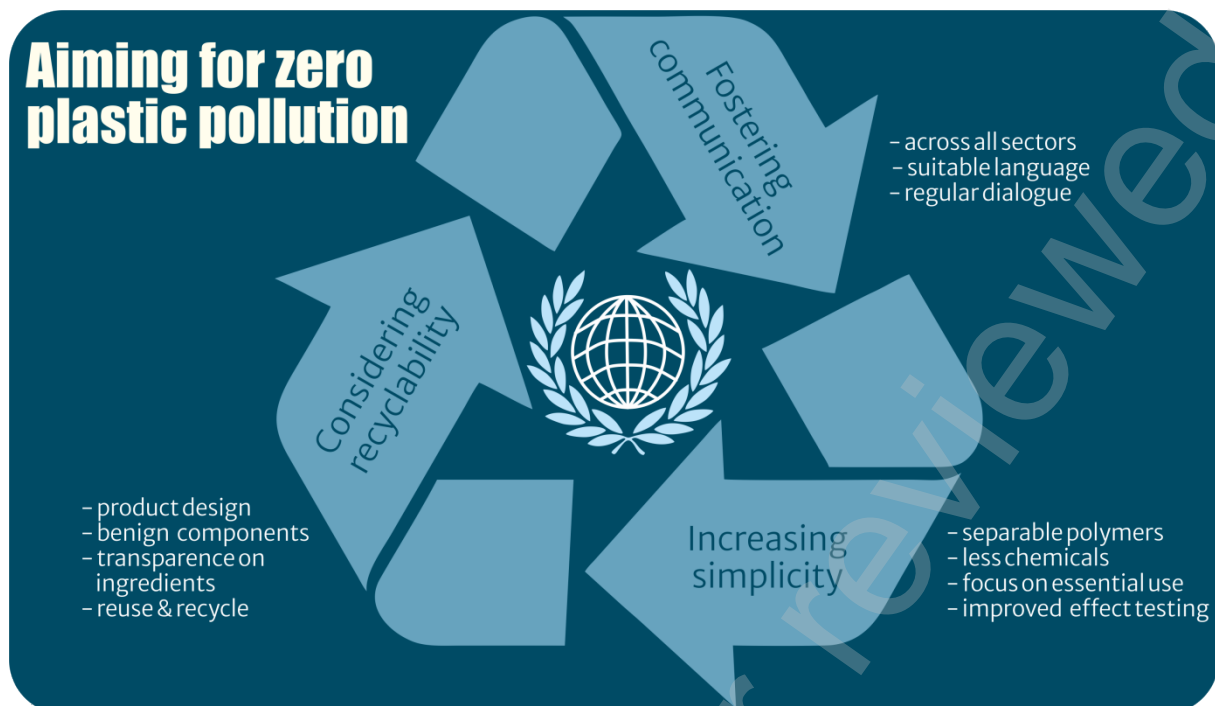 Aiming for zero
plastic pollution
Fostering
communication
– across all sectors
– suitable language
– regular dialogue
Considering
recyclability
– product design
– benign components
– transparence on
ingredients
– reuse & recycle
Increasing
simplicity
– separable polymers
– less chemicals
– focus on essential use
– improved effect testing
reviewed